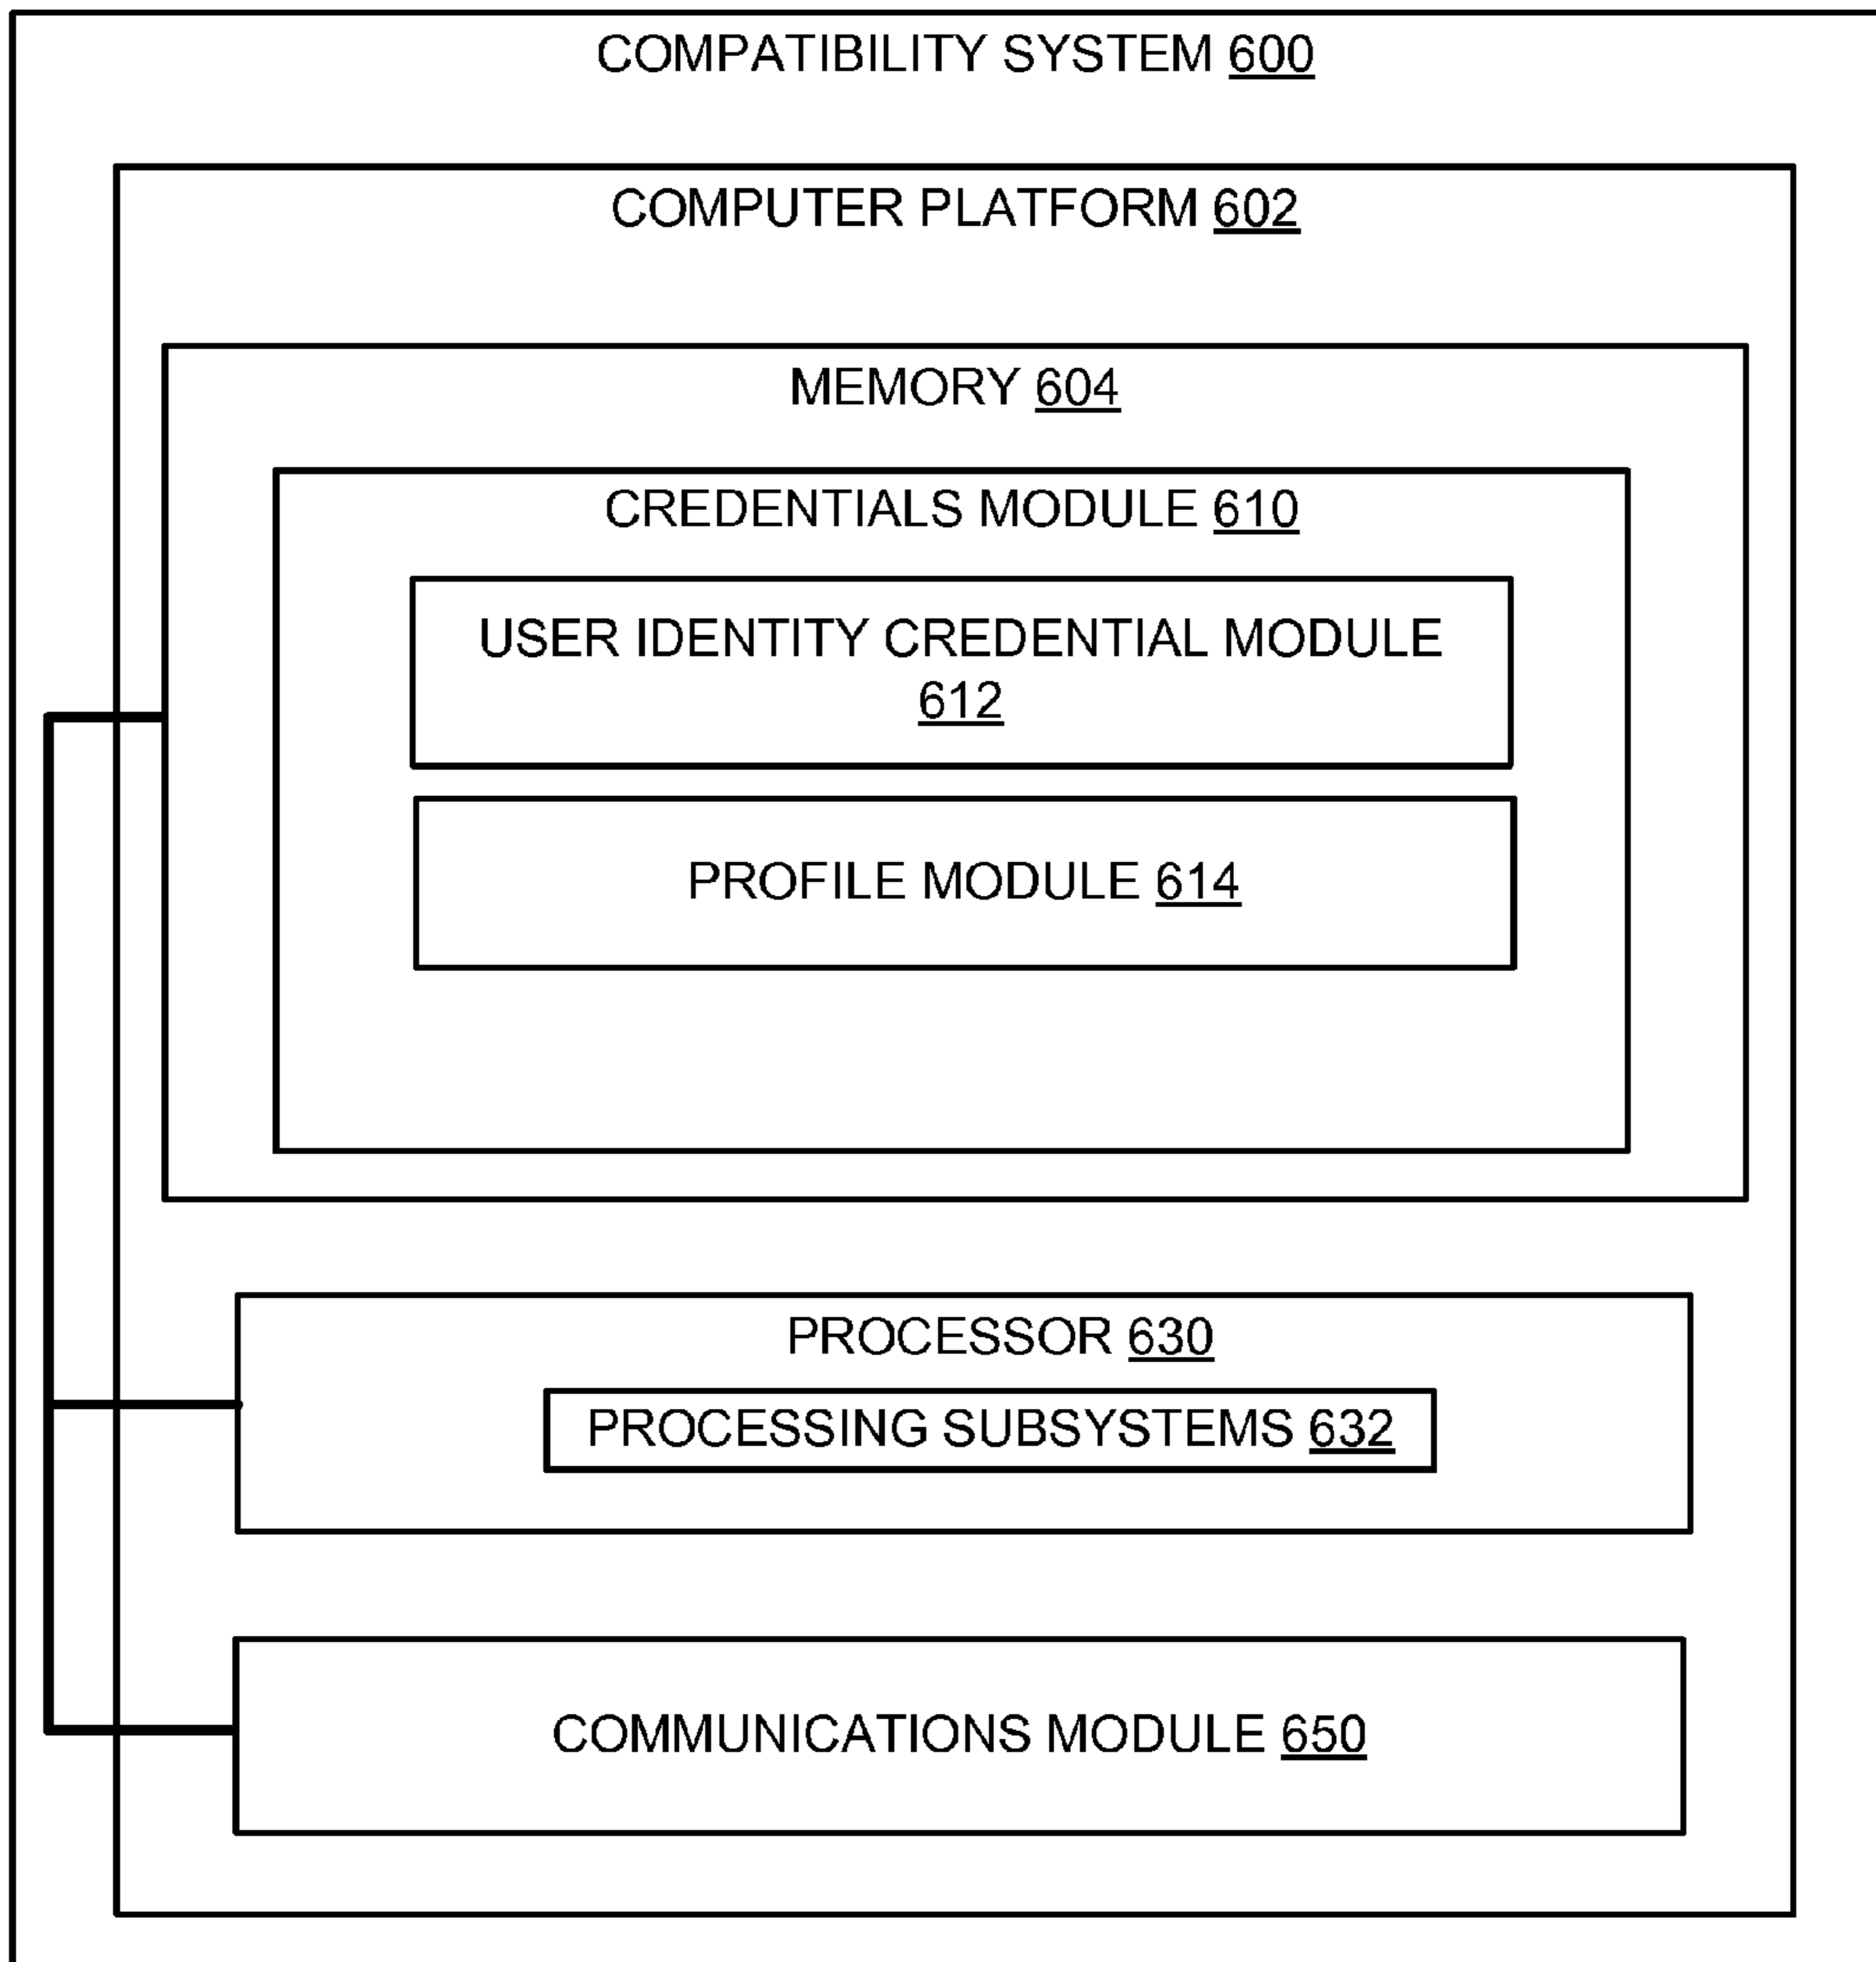 COMPATIBILITY SYSTEM 600
COMPUTER PLATFORM 602
MEMORY 604
CREDENTIALS MODULE 610
USER IDENTITY CREDENTIAL MODULE
612
PROFILE MODULE 614
PROCESSOR 630
PROCESSING SUBSYSTEMS 632
COMMUNICATIONS MODULE 650